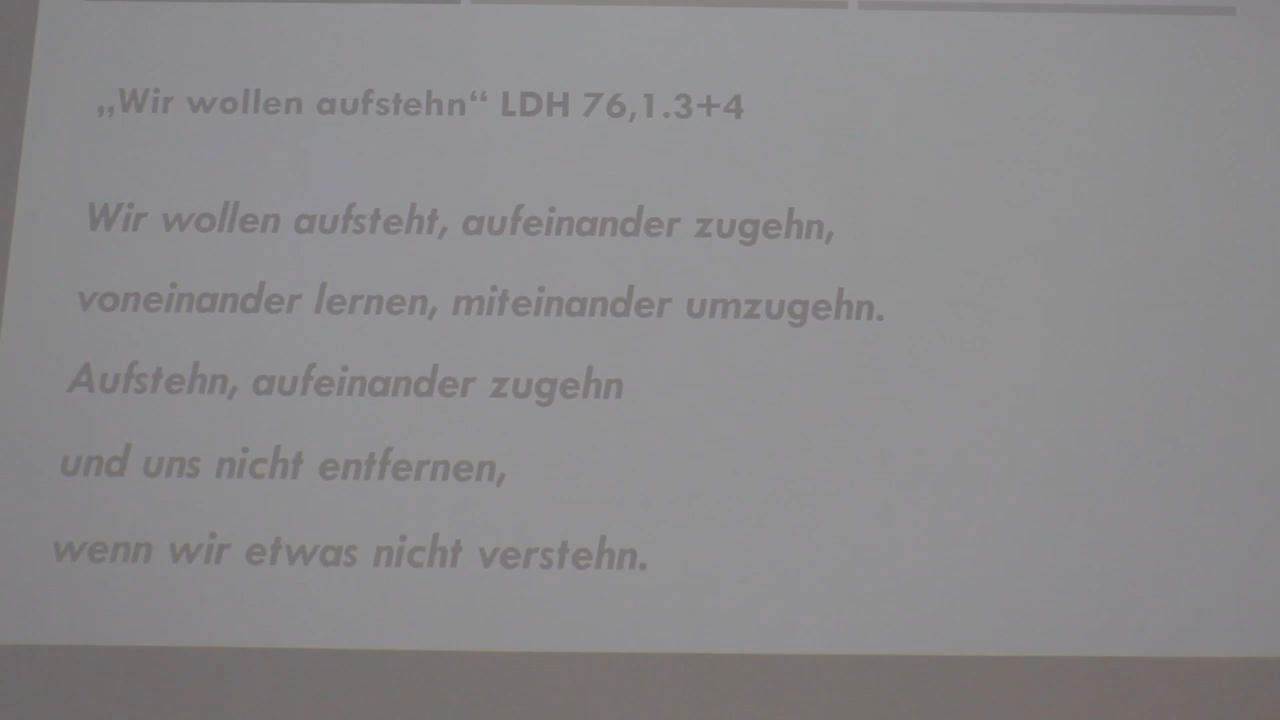 „Wir wollen aufstehn“ LDH 76,1.3+4
Wir wollen aufsteht, aufeinander zugehn,
voneinander lernen, miteinander umzugehn.
Aufstehn, aufeinander zugehn
und uns nicht entfernen,
wenn wir etwas nicht verstehn.